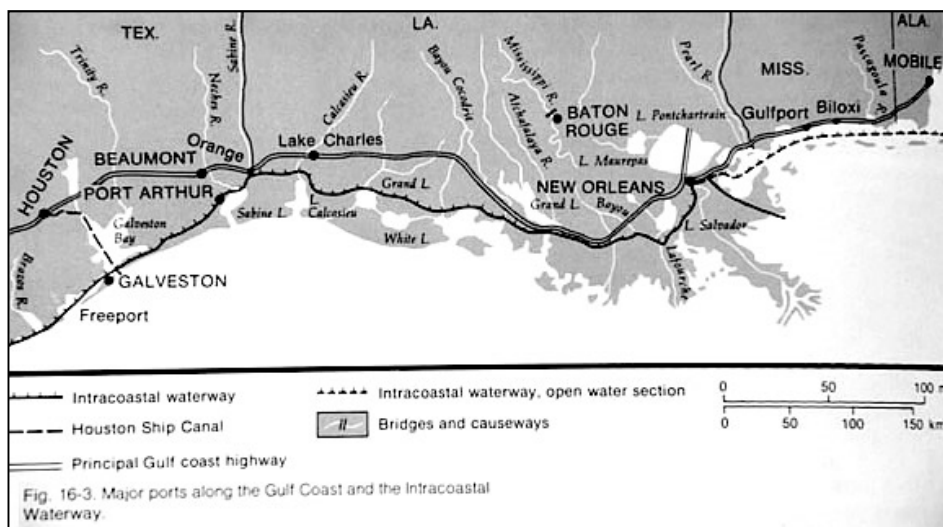 TEX.
LA.
ALA.
MISS.
MOBILE
Trinity R.
Neches R.
Sabine R.
Calcasieu R.
Bayou Cocodrie
Mississippi R.
Atchafalaya R.
Pearl R.
Pascagoula R.
BATON
ROUGE
L. Pontchartrain
Gulfport
Biloxi
L. Maurepas
HOUSTON
BEAUMONT
Orange
Lake Charles
PORT ARTHUR
NEW ORLEANS
Grand L.
Grand L.
Bayou
Lafourche
L. Salvador
Sabine L.
L.
Calcasieu
White L.
Galveston
Bay
Brazos R.
GALVESTON
Freeport
Intracoastal waterway
Intracoastal waterway, open water section
Houston Ship Canal
Bridges and causeways
Principal Gulf coast highway
0 50 100 m
0 50 100 150 km
Fig. 16-3. Major ports along the Gulf Coast and the Intracoastal
Waterway.